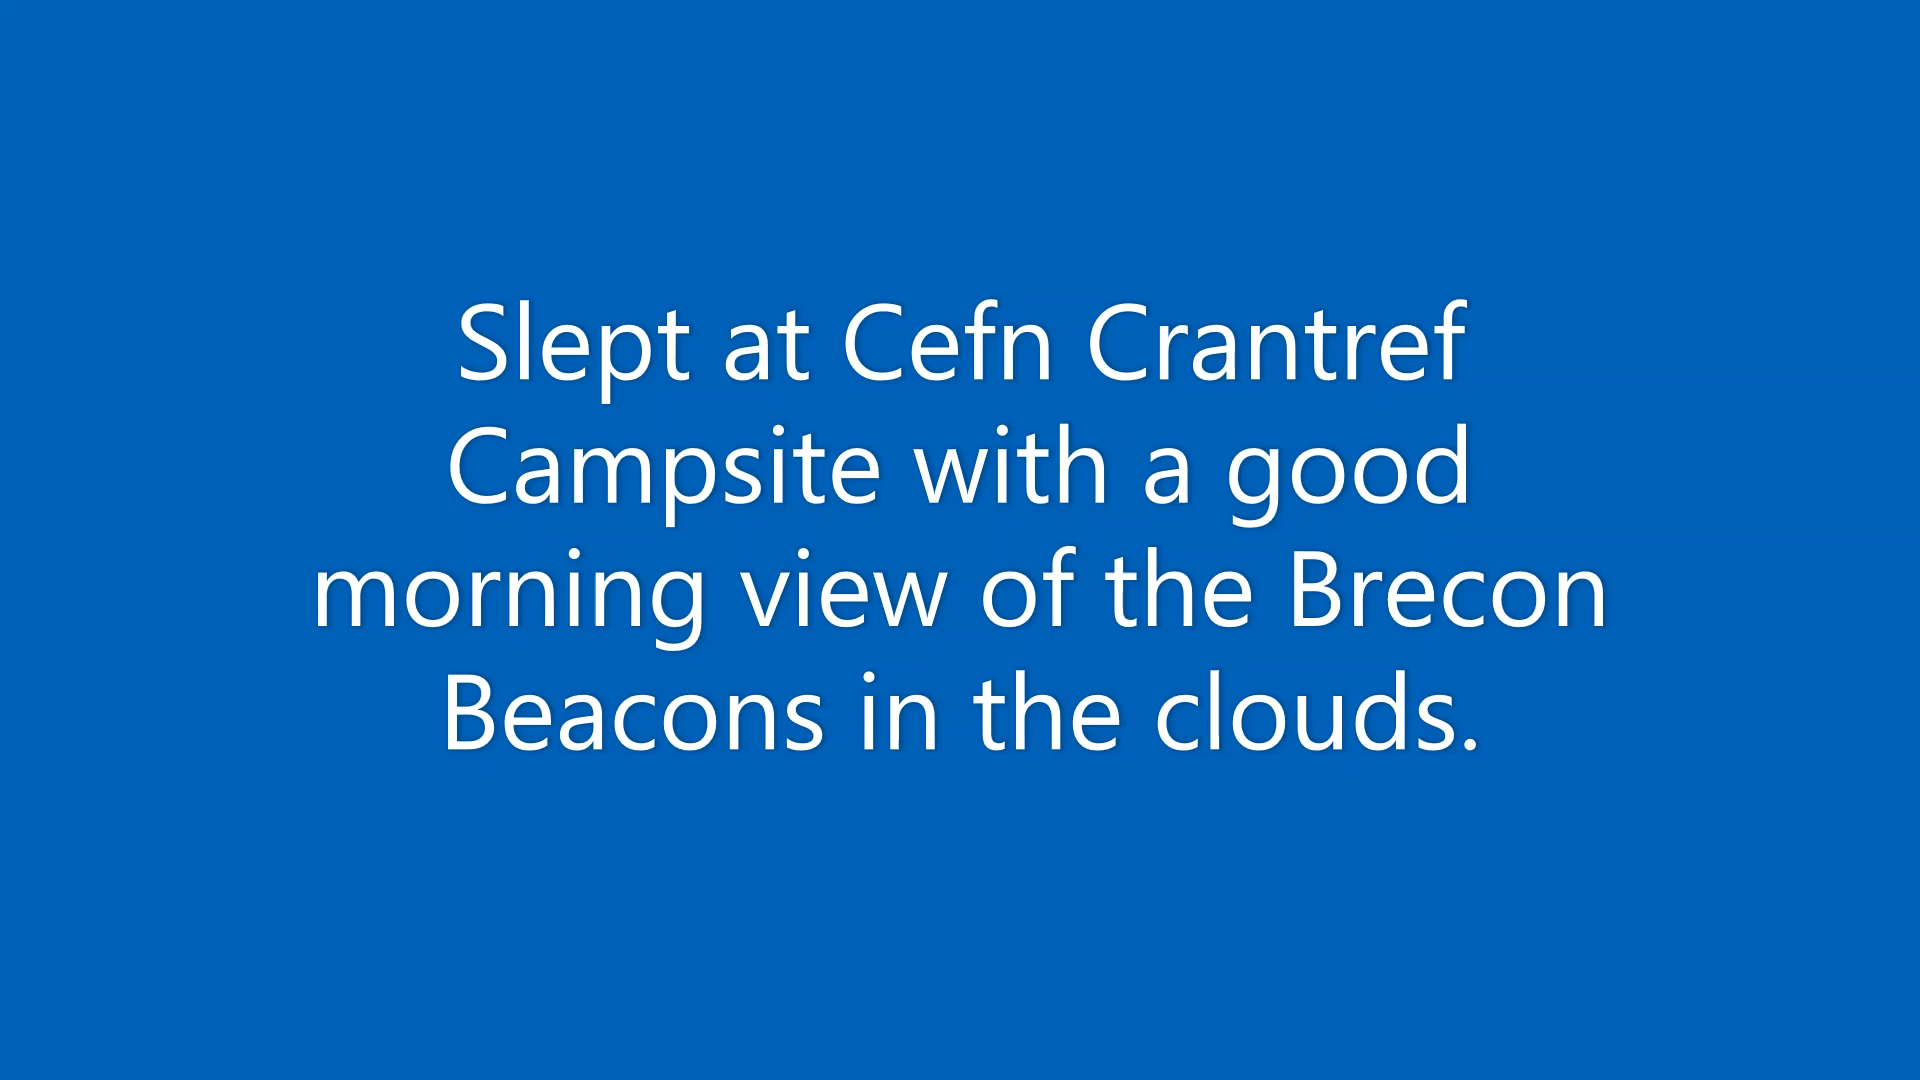 Slept at Cefn Crantref
Campsite with a good
morning view of the Brecon
Beacons in the clouds.